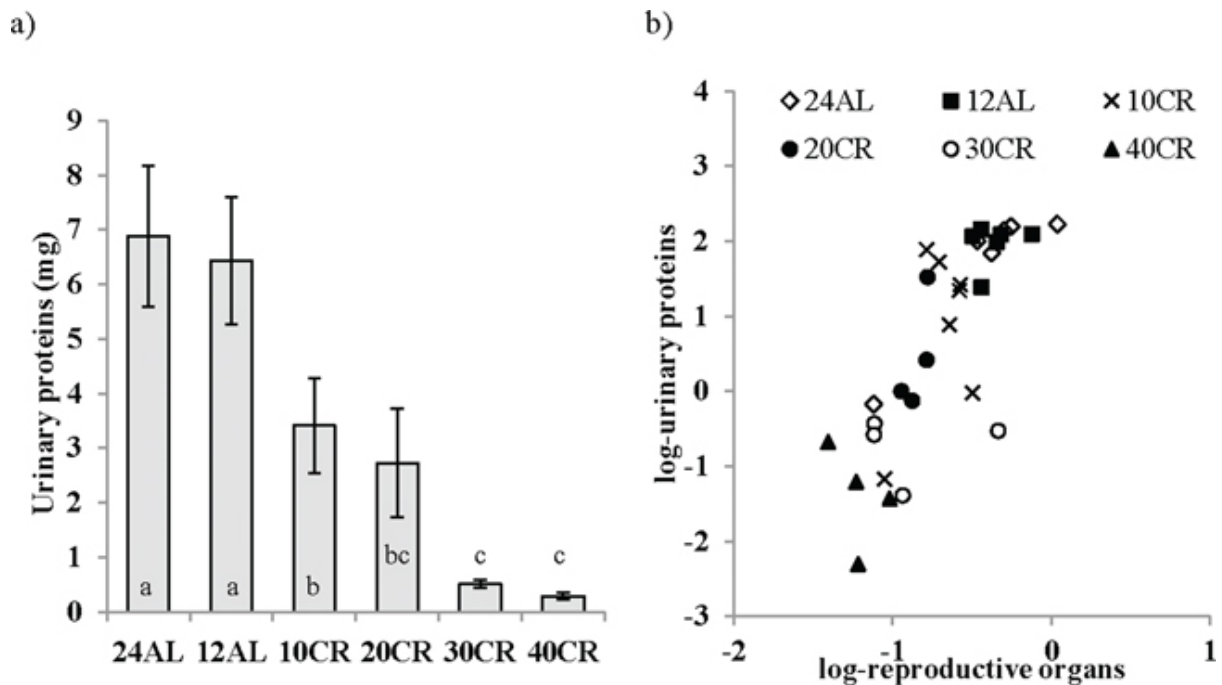 a)
b)
Urinary proteins (mg)
9
8
7
6
5
4
3
2
1
0
a
a
b
bc
c
c
24AL 12AL 10CR 20CR 30CR 40CR
log-urinary proteins
4
3
2
1
0
-1
-2
-3
24AL 12AL 10CR
20CR 30CR 40CR
-2 -1 0 1
log-reproductive organs